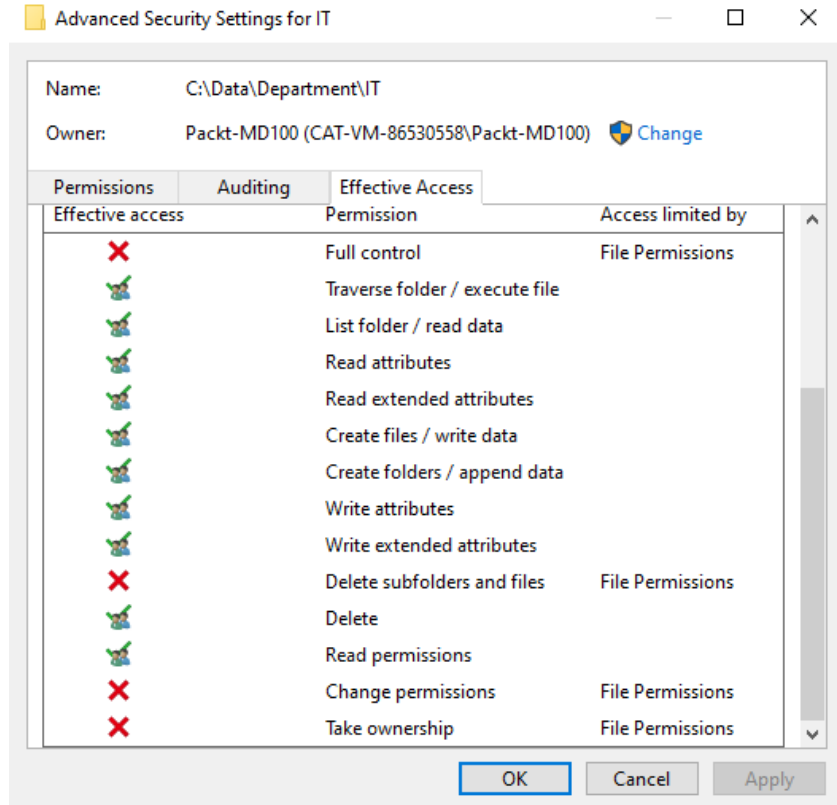 Advanced Security Settings for IT
Name: C:\Data\Department\IT
Owner: Packt-MD100 (CAT-VM-86530558\Packt-MD100) Change
Permissions Auditing Effective Access
Effective access Permission Access limited by
Full control File Permissions
Traverse folder / execute file
List folder / read data
Read attributes
Read extended attributes
Create files / write data
Create folders / append data
Write attributes
Write extended attributes
Delete subfolders and files File Permissions
Delete
Read permissions
Change permissions File Permissions
Take ownership File Permissions
OK Cancel Apply